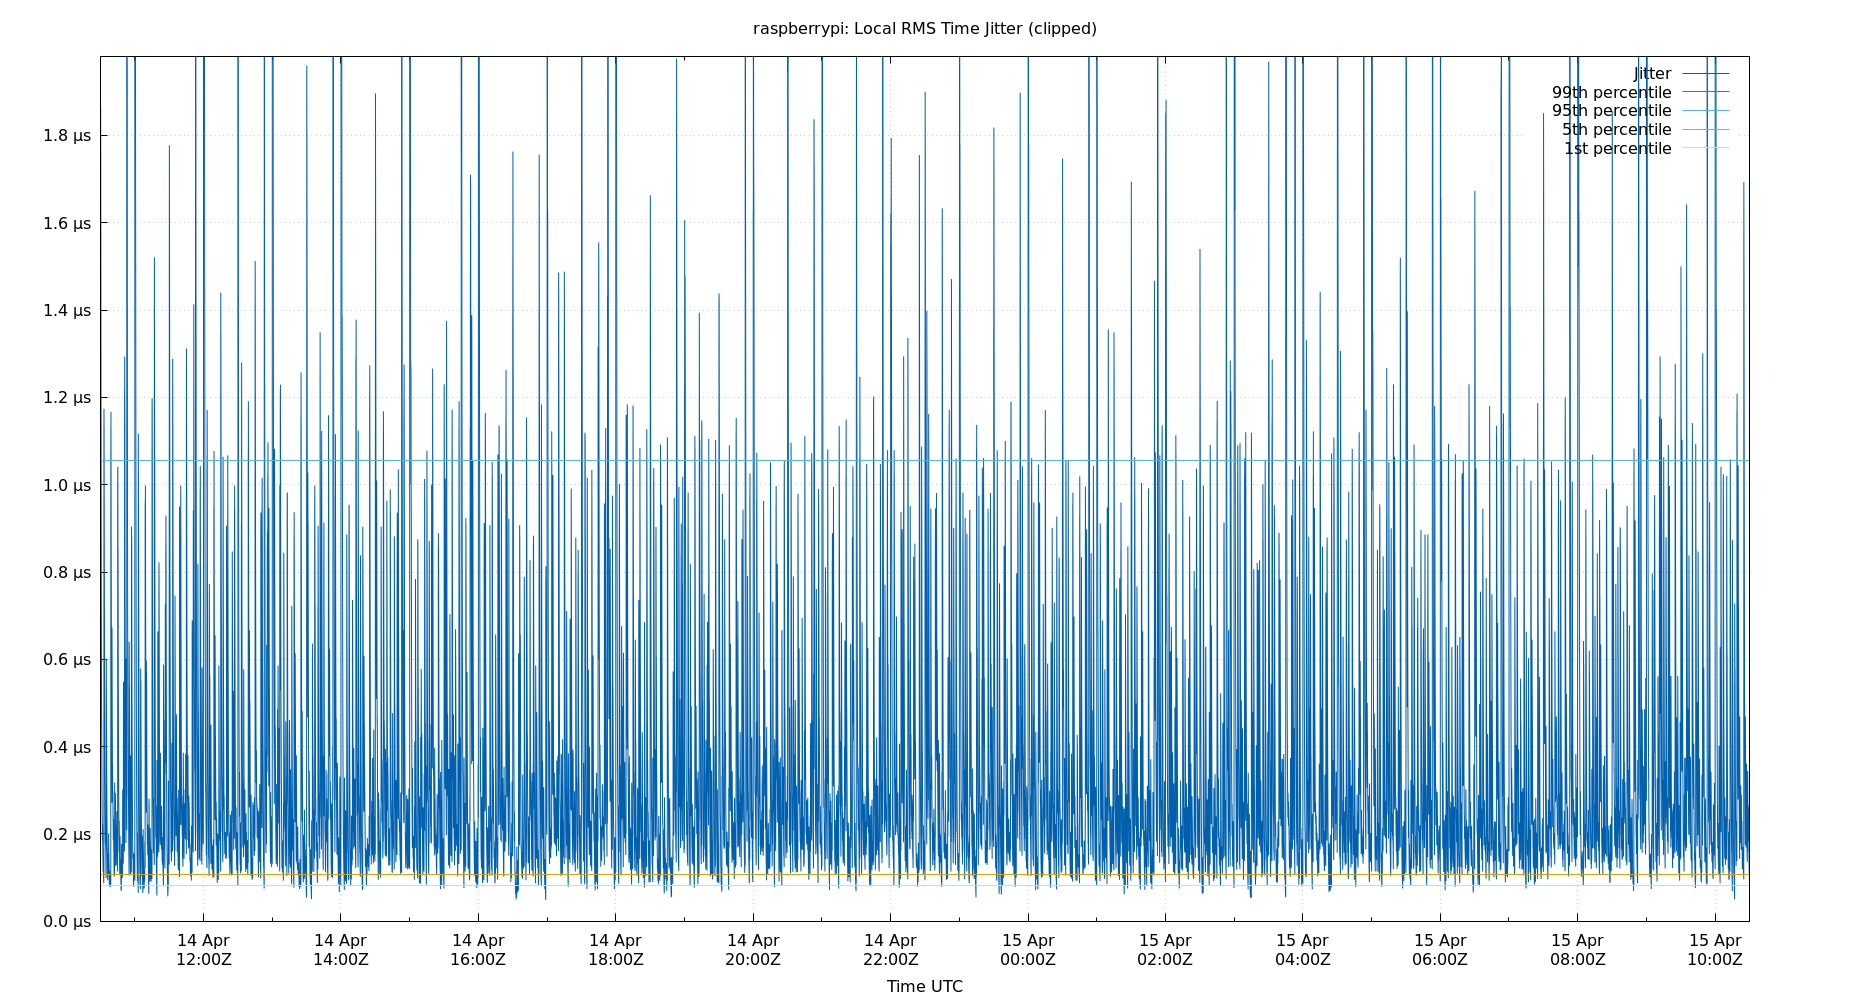 raspberrypi: Local RMS Time Jitter (clipped)
Jitter
99th percentile
95th percentile
5th percentile
1st percentile
1.8 µs
1.6 µs
1.4 µs
1.2 µs
1.0 µs
0.8 µs
0.6 µs
0.4 µs
0.2 µs
0.0 µs
14 Apr 14 Apr 14 Apr 14 Apr 14 Apr 14 Apr 15 Apr 15 Apr 15 Apr 15 Apr 15 Apr 15 Apr
12:00Z 14:00Z 16:00Z 18:00Z 20:00Z 22:00Z 00:00Z 02:00Z 04:00Z 06:00Z 08:00Z 10:00Z
Time UTC